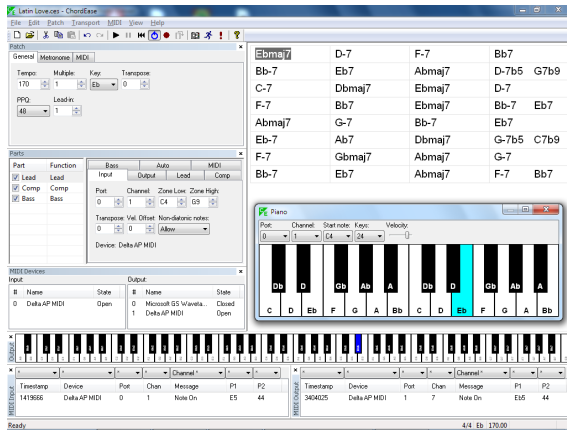 Latin Love.ces - ChordEase
File Edit Patch Transport MIDI View Help
Patch
General Metronome MIDI
Tempo: Multiple: Key: Transpose:
170 1 Eb 0
PPQ: Lead-in:
48 1
Ebmaj7 D-7 F-7 Bb7
Bb-7 Eb7 Abmaj7 D-7b5 G7b9
C-7 Dbmaj7 Ebmaj7 D-7
F-7 Bb7 Ebmaj7 Bb-7 Eb7
Abmaj7 G-7 Bb-7 Eb7
Eb-7 Ab7 Dbmaj7 G-7b5 C7b9
F-7 Gbmaj7 Abmaj7 G-7
Bb-7 Eb7 Abmaj7 F-7 Bb7
Parts
Part Function
Lead Lead
Comp Comp
Bass Bass
Bass Auto MIDI
Input Output Lead Comp
Port Channel: Zone Low: Zone High:
0 1 C4 G9
Transpose: Vel. Offset: Non-diatonic notes:
0 0 Allow
Device: Delta AP MIDI
Piano
Port: Channel: Start note: Keys: Velocity:
0 1 C4 24
Db D Gb Ab A Db D Gb Ab A
C D Eb F G A Bb C D Eb F G A Bb
MIDI Devices
Input Output:
# Name State # Name State
0 Delta AP MIDI Open 0 Microsoft GS Waveta... Closed
1 Delta AP MIDI Open
Output
MIDI Input
* * * * Channel * * *
Timestamp Device Port Chan Message P1 P2
1419666 Delta AP MIDI 0 1 Note On E5 44
MIDI Output
* * * * Channel * * *
Timestamp Device Port Chan Message P1 P2
3404025 Delta AP MIDI 1 7 Note On Eb5 44
Ready 4/4 Eb 170.00